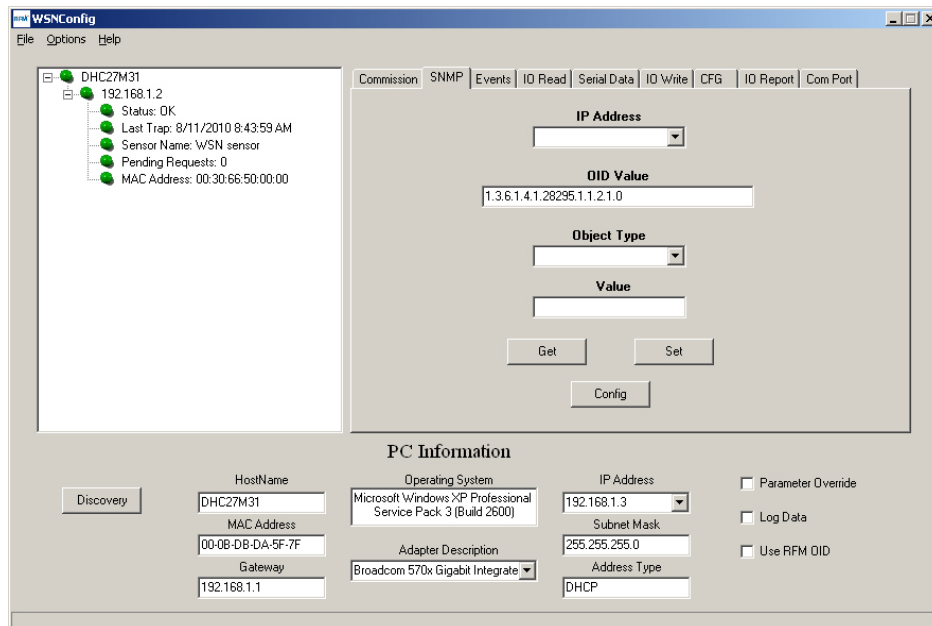 RFM WSNConfig
File Options Help
DHC27M31
192.168.1.2
Status: OK
Last Trap: 8/11/2010 8:43:59 AM
Sensor Name: WSN sensor
Pending Requests: 0
MAC Address: 00:30:66:50:00:00
Commission SNMP Events IO Read Serial Data IO Write CFG IO Report Com Port
IP Address
OID Value
1.3.6.1.4.1.28295.1.1.2.1.0
Object Type
Value
Get Set
Config
PC Information
Discovery
HostName
DHC27M31
MAC Address
00-0B-DB-DA-5F-7F
Gateway
192.168.1.1
Operating System
Microsoft Windows XP Professional
Service Pack 3 (Build 2600)
Adapter Description
Broadcom 570x Gigabit Integrate
IP Address
192.168.1.3
Subnet Mask
255.255.255.0
Address Type
DHCP
Parameter Override
Log Data
Use RFM OID